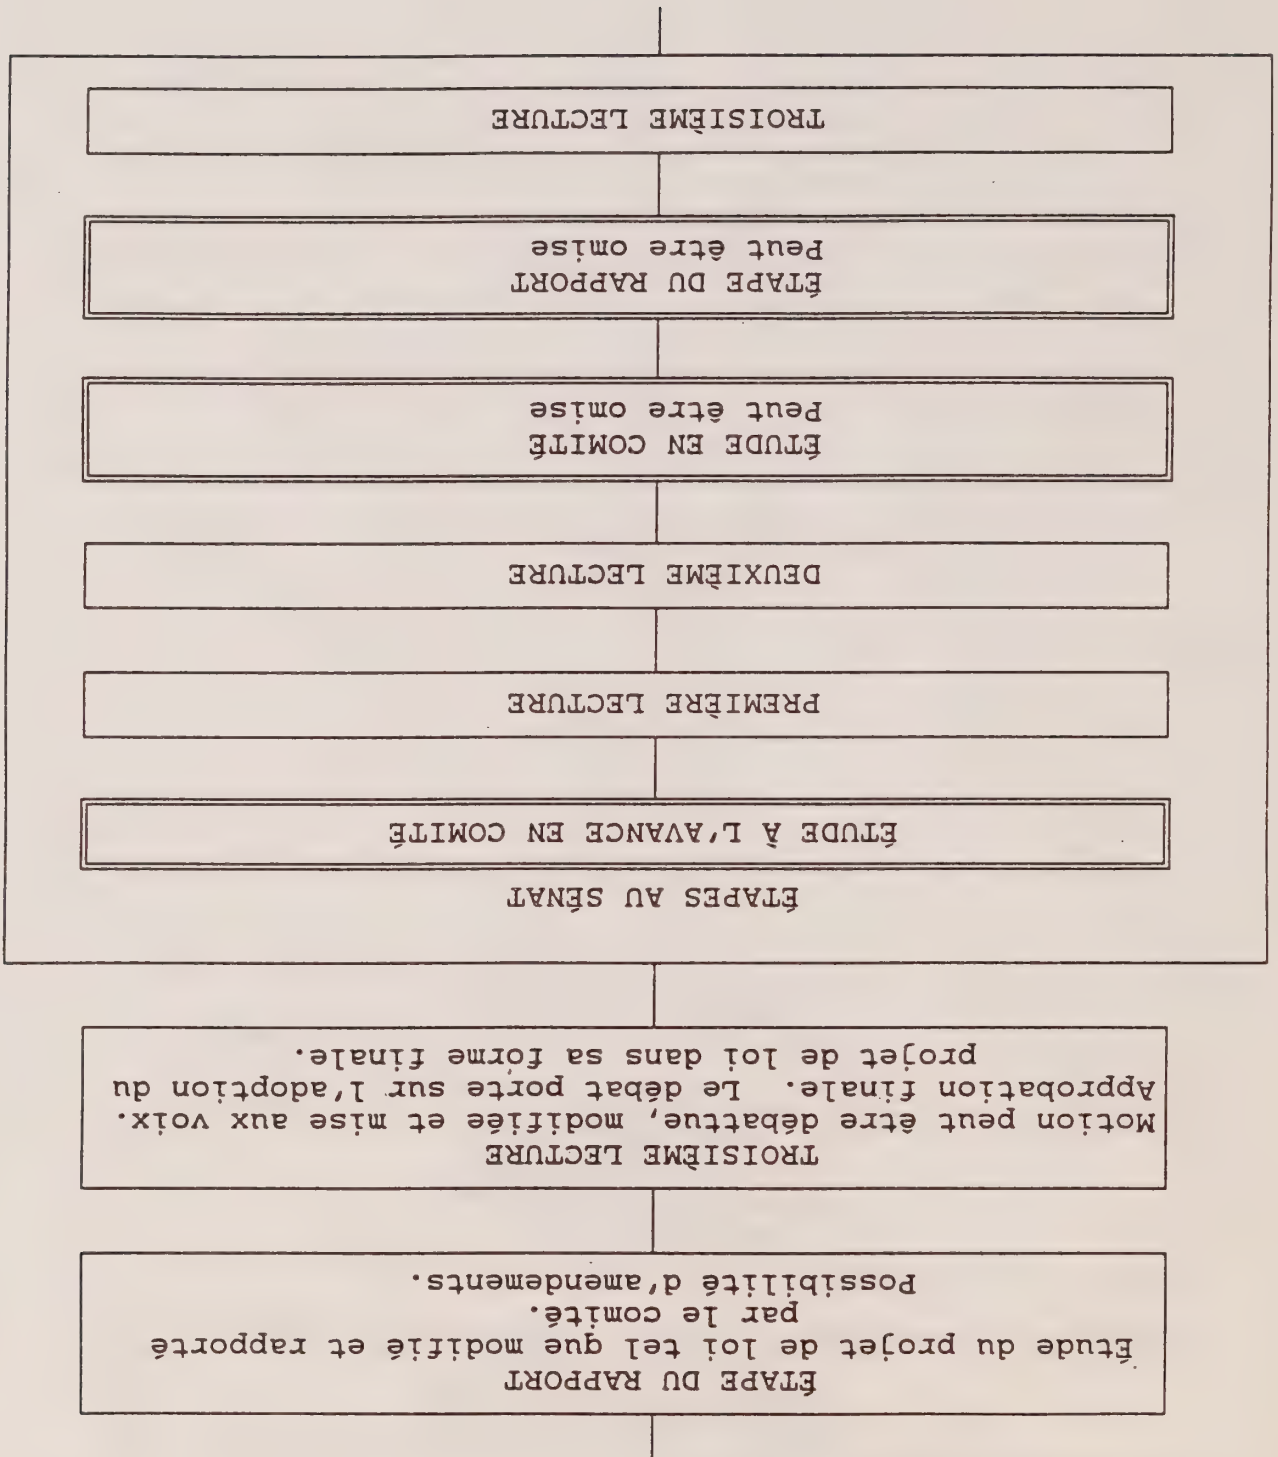 ÉTAPE DU RAPPORT
Étude du projet de loi tel que modifié et rapporté
par le comité.
Possibilité d'amendements.
TROISIÈME LECTURE
Motion peut être débattue, modifiée et mise aux voix.
Approbation finale. Le débat porte sur l'adoption du
projet de loi dans sa forme finale.
ÉTAPES AU SÉNAT
ÉTUDE À L'AVANCE EN COMITÉ
PREMIÈRE LECTURE
DEUXIÈME LECTURE
ÉTUDE EN COMITÉ
Peut être omise
ÉTAPE DU RAPPORT
Peut être omise
TROISIÈME LECTURE